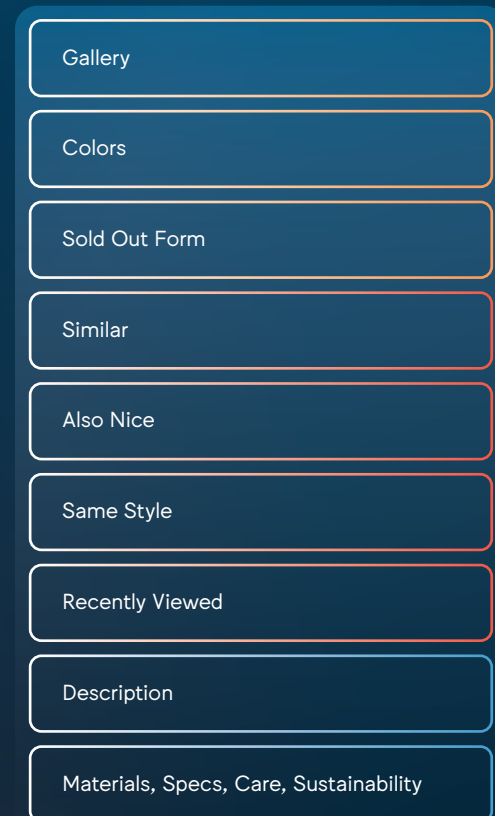 Gallery
Colors
Sold Out Form
Similar
Also Nice
Same Style
Recently Viewed
Description
Materials, Specs, Care, Sustainability